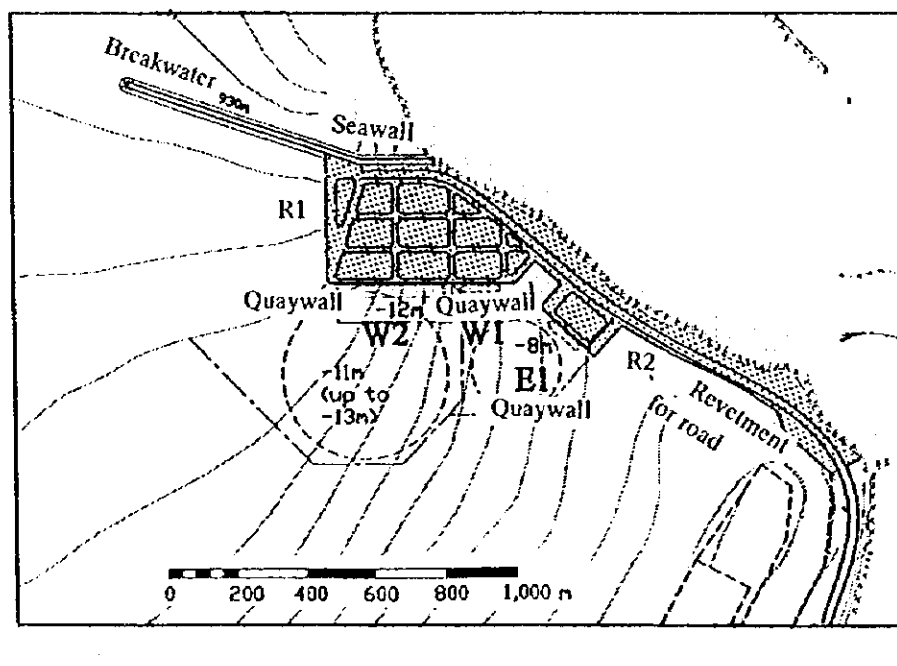 Breakwater
930m
Seawall
R1
Quaywall
-12m
Quaywall
W2
W1
-8m
R2
-11m
(up to
-13m)
E1
Quaywall
Revetment
for road
0 200 400 600 800 1,000 m